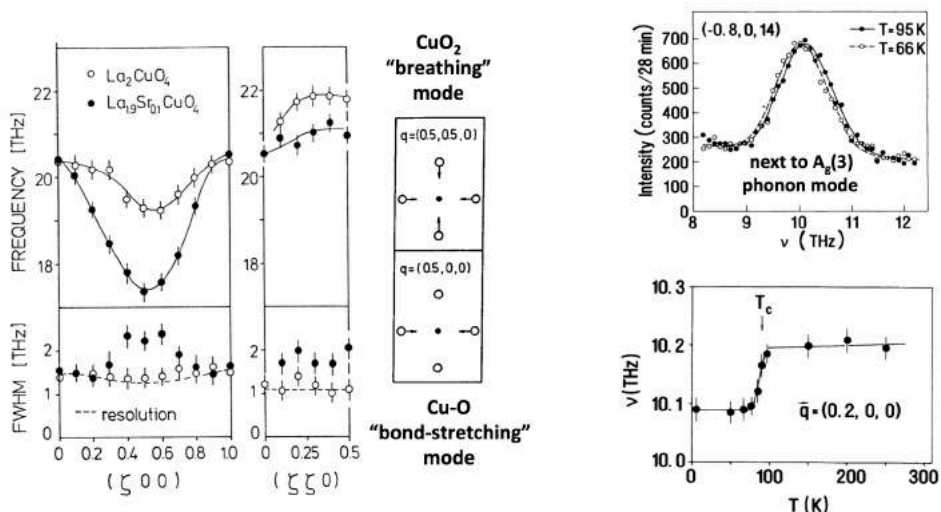 22
20
18
FREQUENCY [THz]
○ La₂CuO₄
● La₁.₉Sr₀.₁CuO₄
FWHM [THz]
2
1
0
---- resolution
0 0.2 0.4 0.6 0.8 1.0
(ζ00)
22
20
18
2
1
0
0 0.25 0.5
(ζζ0)
CuO₂
“breathing”
mode
q=(0.5,0.5,0)
q=(0.5,0,0)
Cu-O
“bond-stretching”
mode
Intensity (counts/28 min)
700
600
500
400
300
200
100
0
(-0.8,0,14)
T=95K
T=66K
next to Ag(3)
phonon mode
8 9 10 11 12
ν (THz)
ν(THz)
10.3
10.2
10.1
10.0
Tc
q̄=(0.2, 0, 0)
0 100 200 300
T(K)